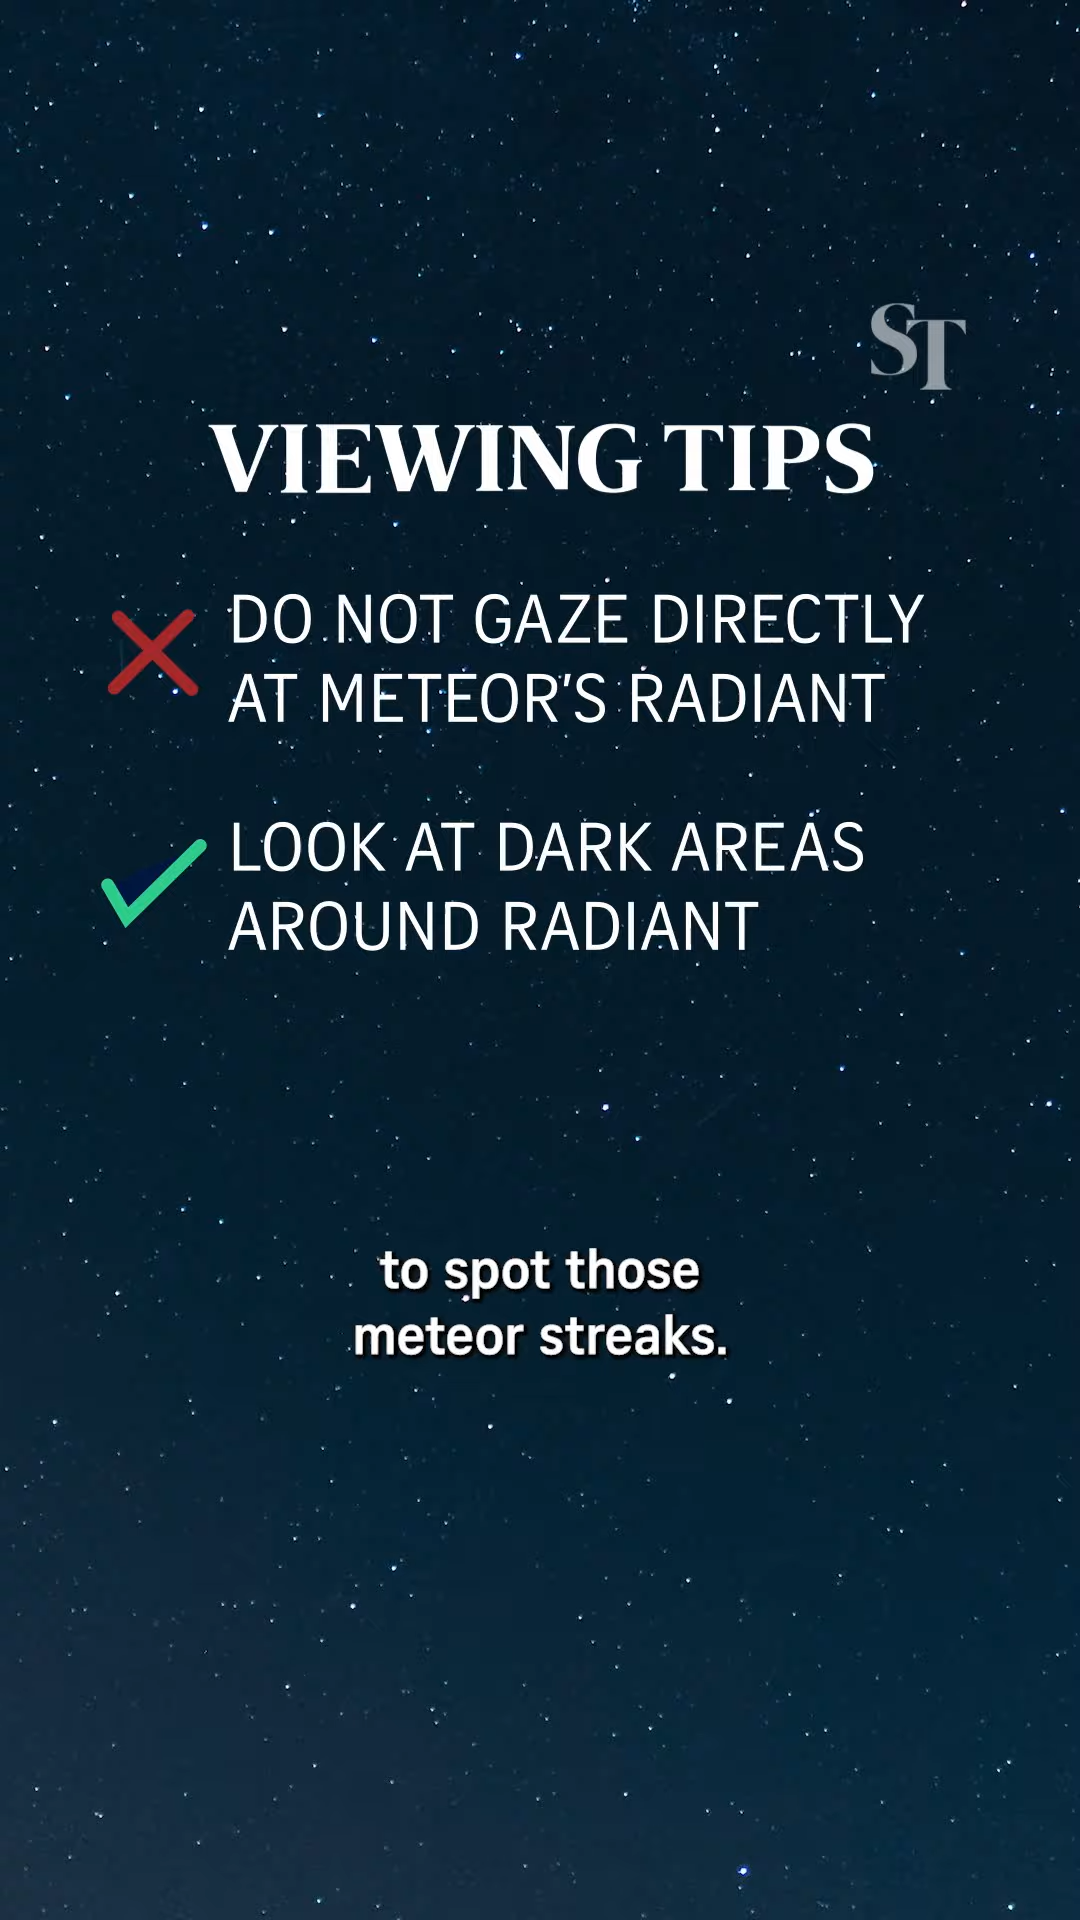 ST
VIEWING TIPS
DO NOT GAZE DIRECTLY
AT METEOR'S RADIANT
LOOK AT DARK AREAS
AROUND RADIANT
to spot those
meteor streaks.